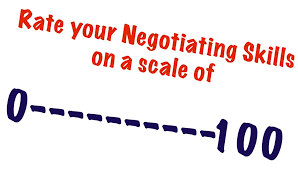 Rate your Negotiating Skills
on a scale of
0----------100